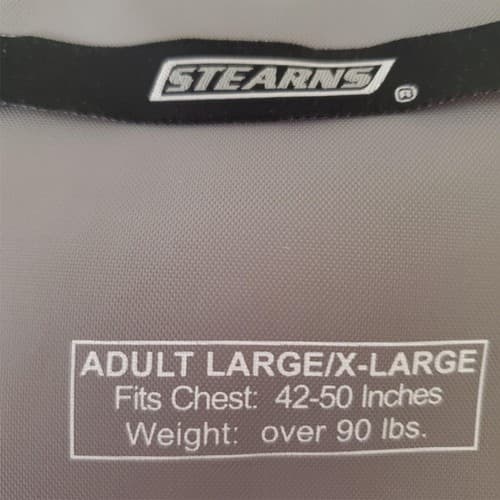 STEARNS ®
ADULT LARGE/X-LARGE
Fits Chest: 42-50 Inches
Weight: over 90 lbs.